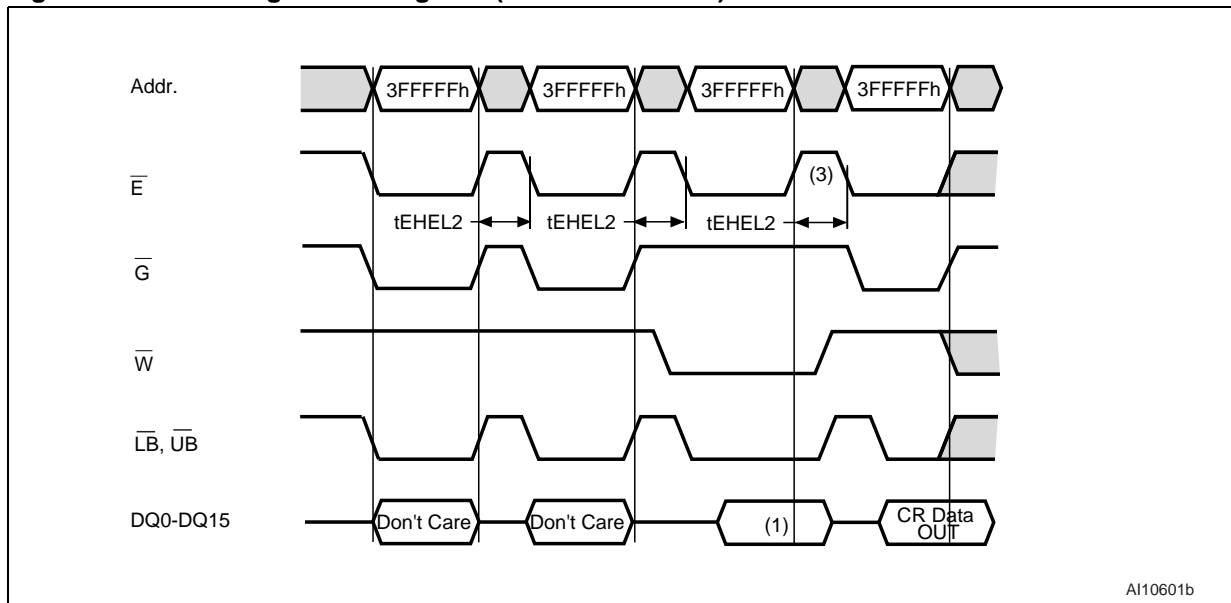 Addr.
3FFFFFh 3FFFFFh 3FFFFFh 3FFFFFh
E
(3)
tEHEL2 tEHEL2 tEHEL2
G
W
LB, UB
DQ0-DQ15
Don't Care Don't Care (1) CR Data
OUT
AI10601b